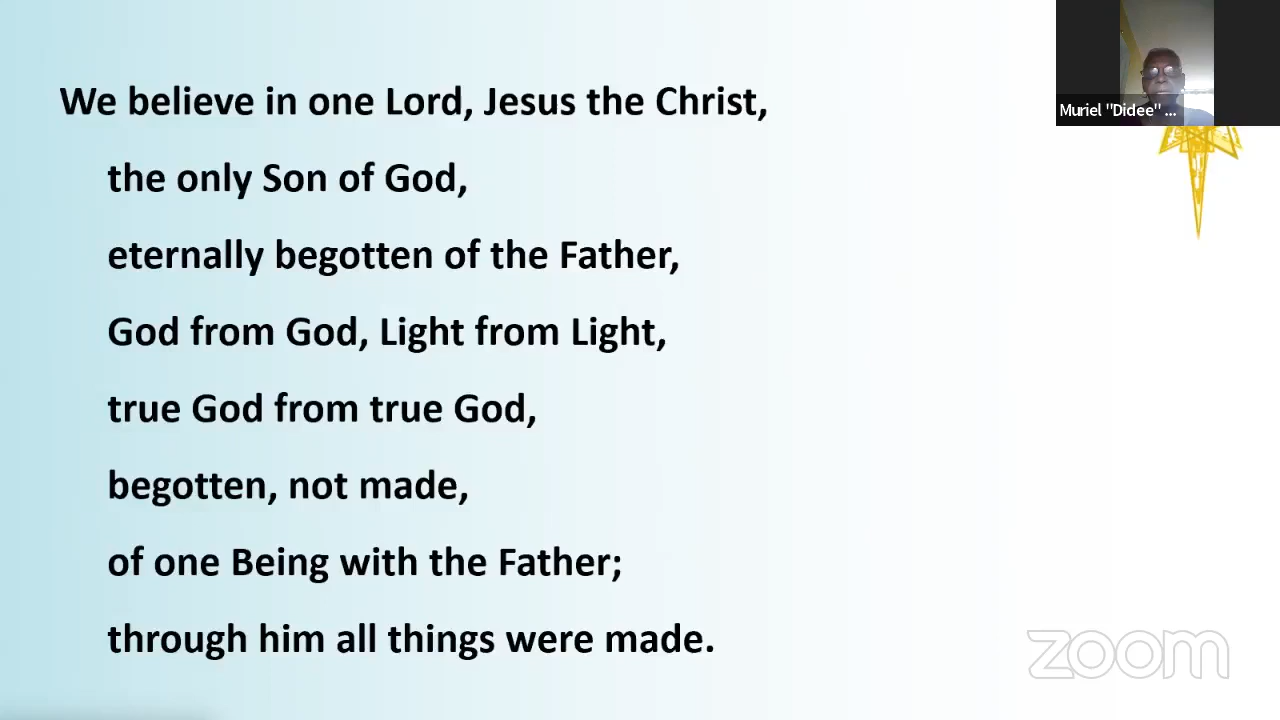 We believe in one Lord, Jesus the Christ,
the only Son of God,
eternally begotten of the Father,
God from God, Light from Light,
true God from true God,
begotten, not made,
of one Being with the Father;
through him all things were made.
Muriel "Didee" ...
zoom